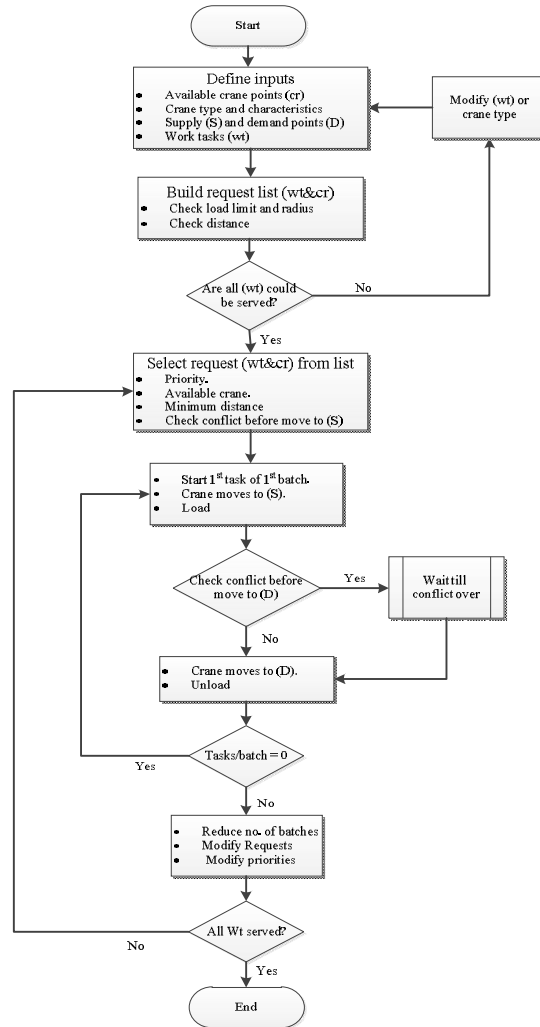 Start
Define inputs
• Available crane points (cr)
• Crane type and characteristics
• Supply (S) and demand points (D)
• Work tasks (wt)
Modify (wt) or
crane type
Build request list (wt&cr)
• Check load limit and radius
• Check distance
Are all (wt) could
be served?
No
Yes
Select request (wt&cr) from list
• Priority.
• Available crane.
• Minimum distance
• Check conflict before move to (S)
• Start 1st task of 1st batch.
• Crane moves to (S).
• Load
Check conflict before
move to (D)
Yes
Wait till
conflict over
No
• Crane moves to (D).
• Unload
Tasks/batch = 0
Yes
No
• Reduce no. of batches
• Modify Requests
• Modify priorities
All Wt served?
No
Yes
End